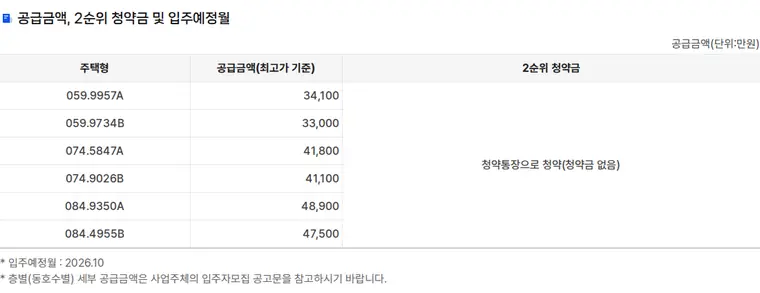 공급금액, 2순위 청약금 및 입주예정월
공급금액(단위:만원)
주택형 공급금액(최고가 기준) 2순위 청약금
059.9957A 34,100
059.9734B 33,000
074.5847A 41,800
청약통장으로 청약(청약금 없음)
074.9026B 41,100
084.9350A 48,900
084.4955B 47,500
* 입주예정월 : 2026.10
* 층별(동호수별) 세부 공급금액은 사업주체의 입주자모집 공고문을 참고하시기 바랍니다.